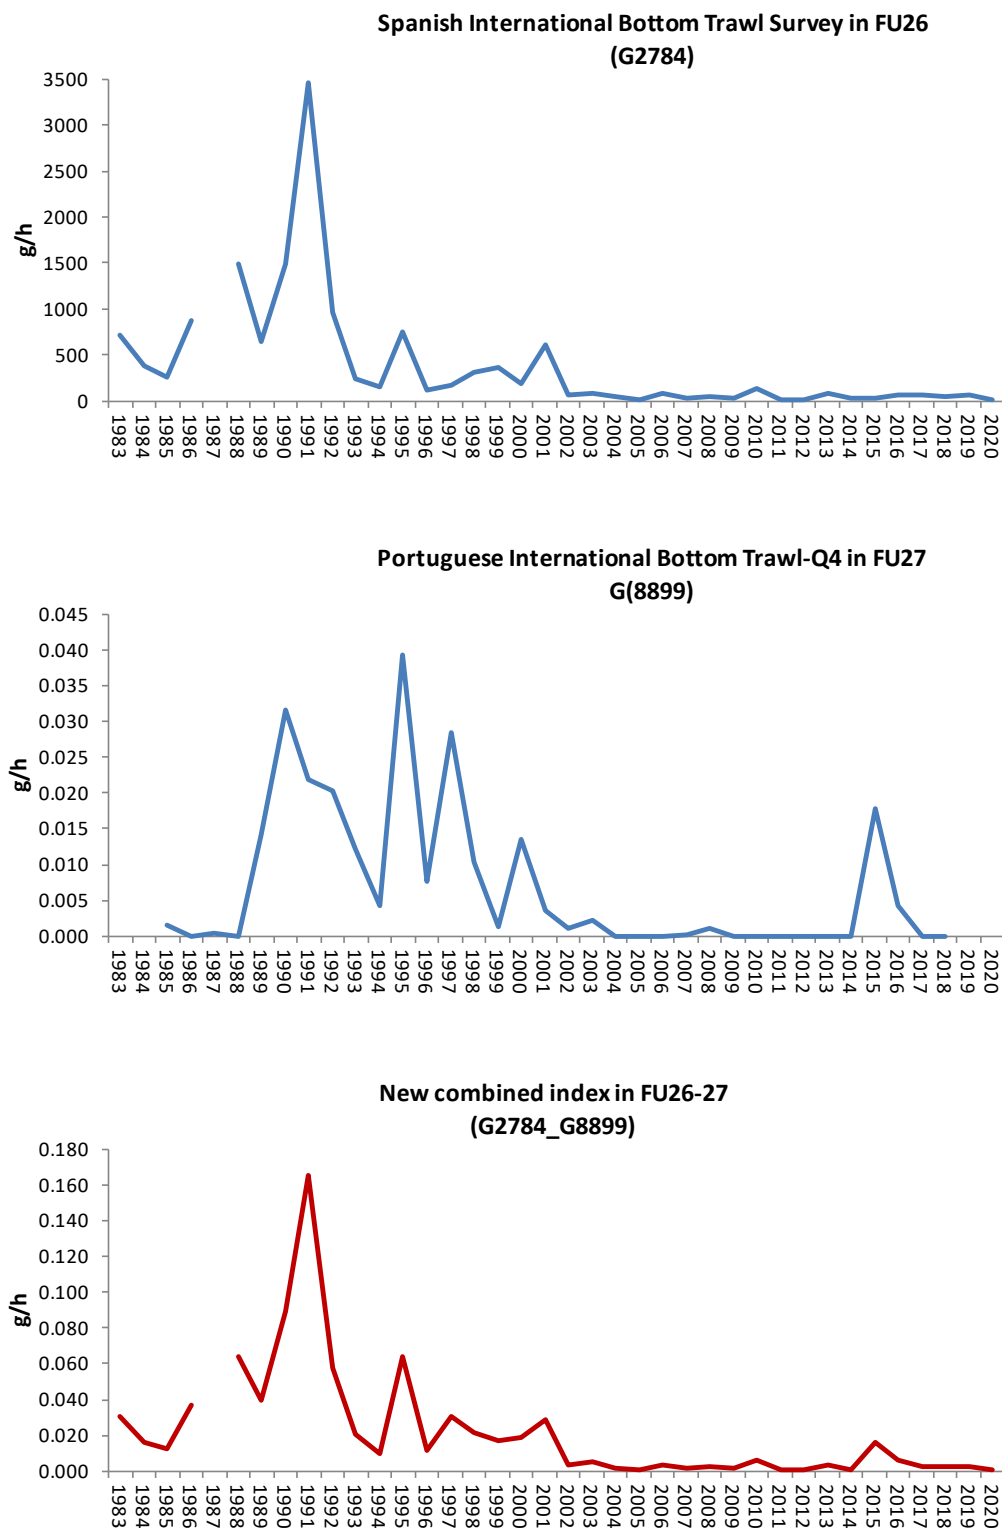 Spanish International Bottom Trawl Survey in FU26
(G2784)
3500
3000
2500
2000
1500
1000
500
0
g/h
1983 1984 1985 1986 1987 1988 1989 1990 1991 1992 1993 1994 1995 1996 1997 1998 1999 2000 2001 2002 2003 2004 2005 2006 2007 2008 2009 2010 2011 2012 2013 2014 2015 2016 2017 2018 2019 2020
Portuguese International Bottom Trawl-Q4 in FU27
G(8899)
0.045
0.040
0.035
0.030
0.025
0.020
0.015
0.010
0.005
0.000
g/h
1983 1984 1985 1986 1987 1988 1989 1990 1991 1992 1993 1994 1995 1996 1997 1998 1999 2000 2001 2002 2003 2004 2005 2006 2007 2008 2009 2010 2011 2012 2013 2014 2015 2016 2017 2018 2019 2020
New combined index in FU26-27
(G2784_G8899)
0.180
0.160
0.140
0.120
0.100
0.080
0.060
0.040
0.020
0.000
g/h
1983 1984 1985 1986 1987 1988 1989 1990 1991 1992 1993 1994 1995 1996 1997 1998 1999 2000 2001 2002 2003 2004 2005 2006 2007 2008 2009 2010 2011 2012 2013 2014 2015 2016 2017 2018 2019 2020